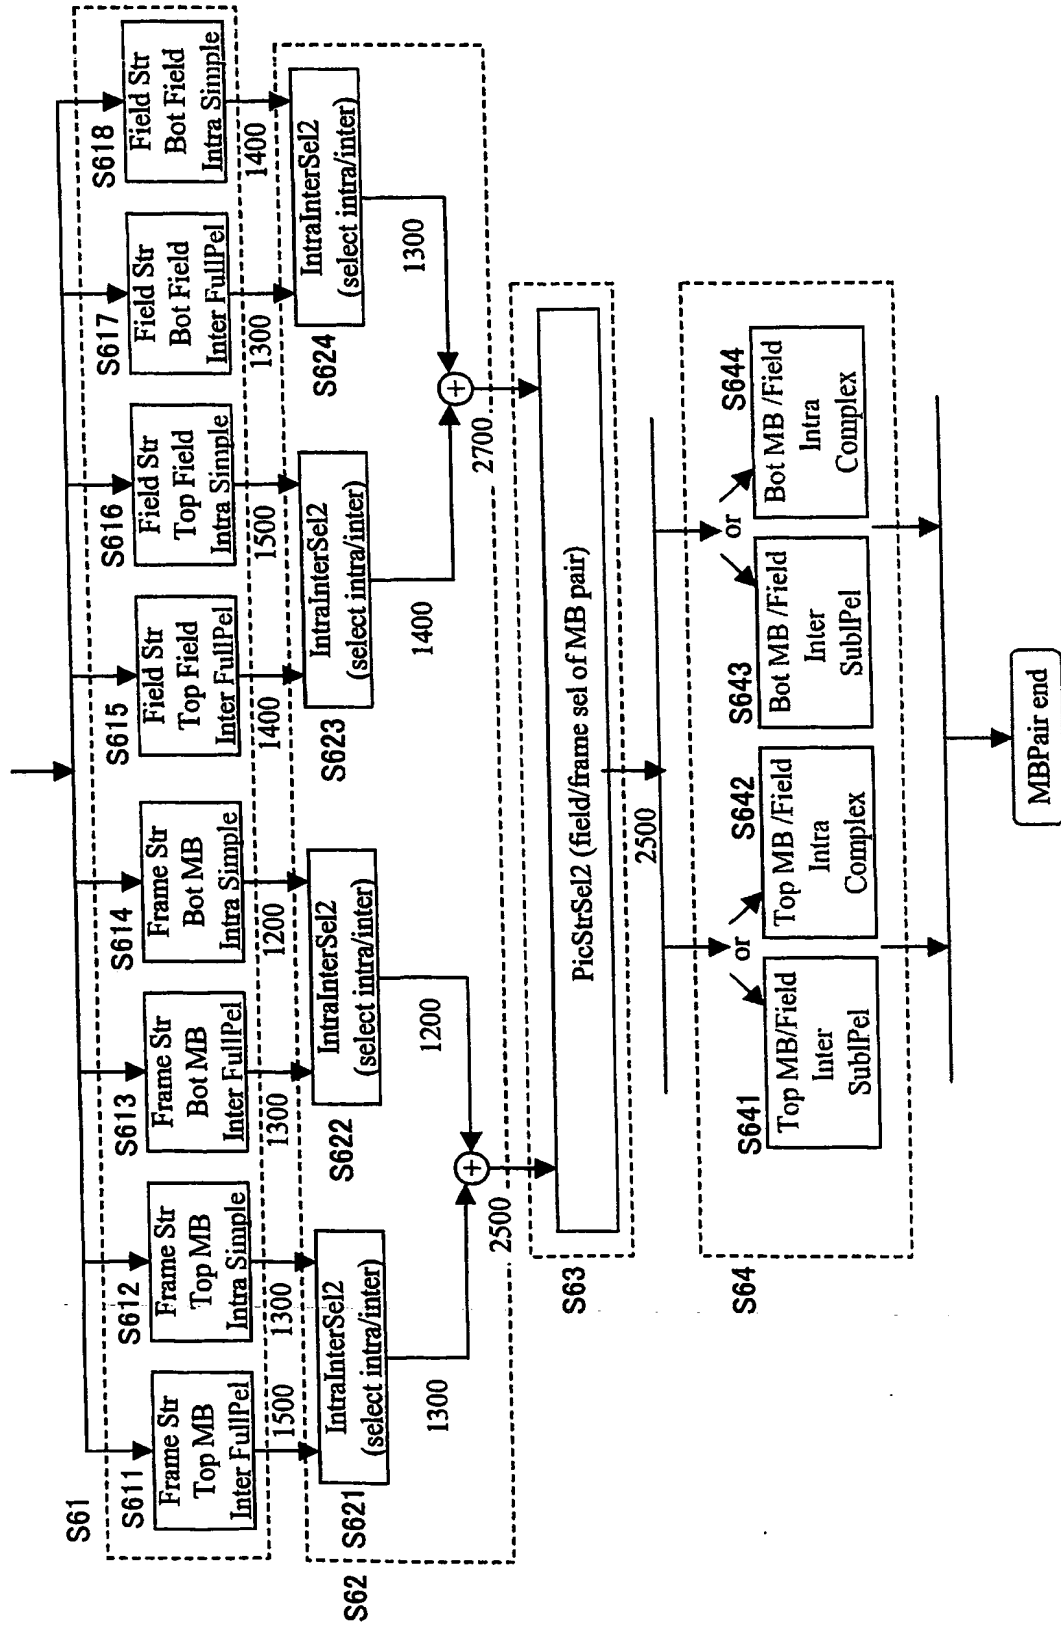 S61
S611
Frame Str
Top MB
Inter FullPel
S612
Frame Str
Top MB
Intra Simple
S613
Frame Str
Bot MB
Inter FullPel
S614
Frame Str
Bot MB
Intra Simple
S615
Field Str
Top Field
Inter FullPel
S616
Field Str
Top Field
Intra Simple
S617
Field Str
Bot Field
Inter FullPel
S618
Field Str
Bot Field
Intra Simple
1500
1300
1300
1200
1400
1500
1300
1400
S62
S621
IntraInterSel2
(select intra/inter)
S622
IntraInterSel2
(select intra/inter)
S623
IntraInterSel2
(select intra/inter)
S624
IntraInterSel2
(select intra/inter)
1300
1200
1400
1300
+
+
2500
2700
S63
PicStrSel2 (field/frame sel of MB pair)
2500
S64
or
or
S641
Top MB/Field
Inter
SublPel
S642
Top MB /Field
Intra
Complex
S643
Bot MB /Field
Inter
SublPel
S644
Bot MB /Field
Intra
Complex
MBPair end